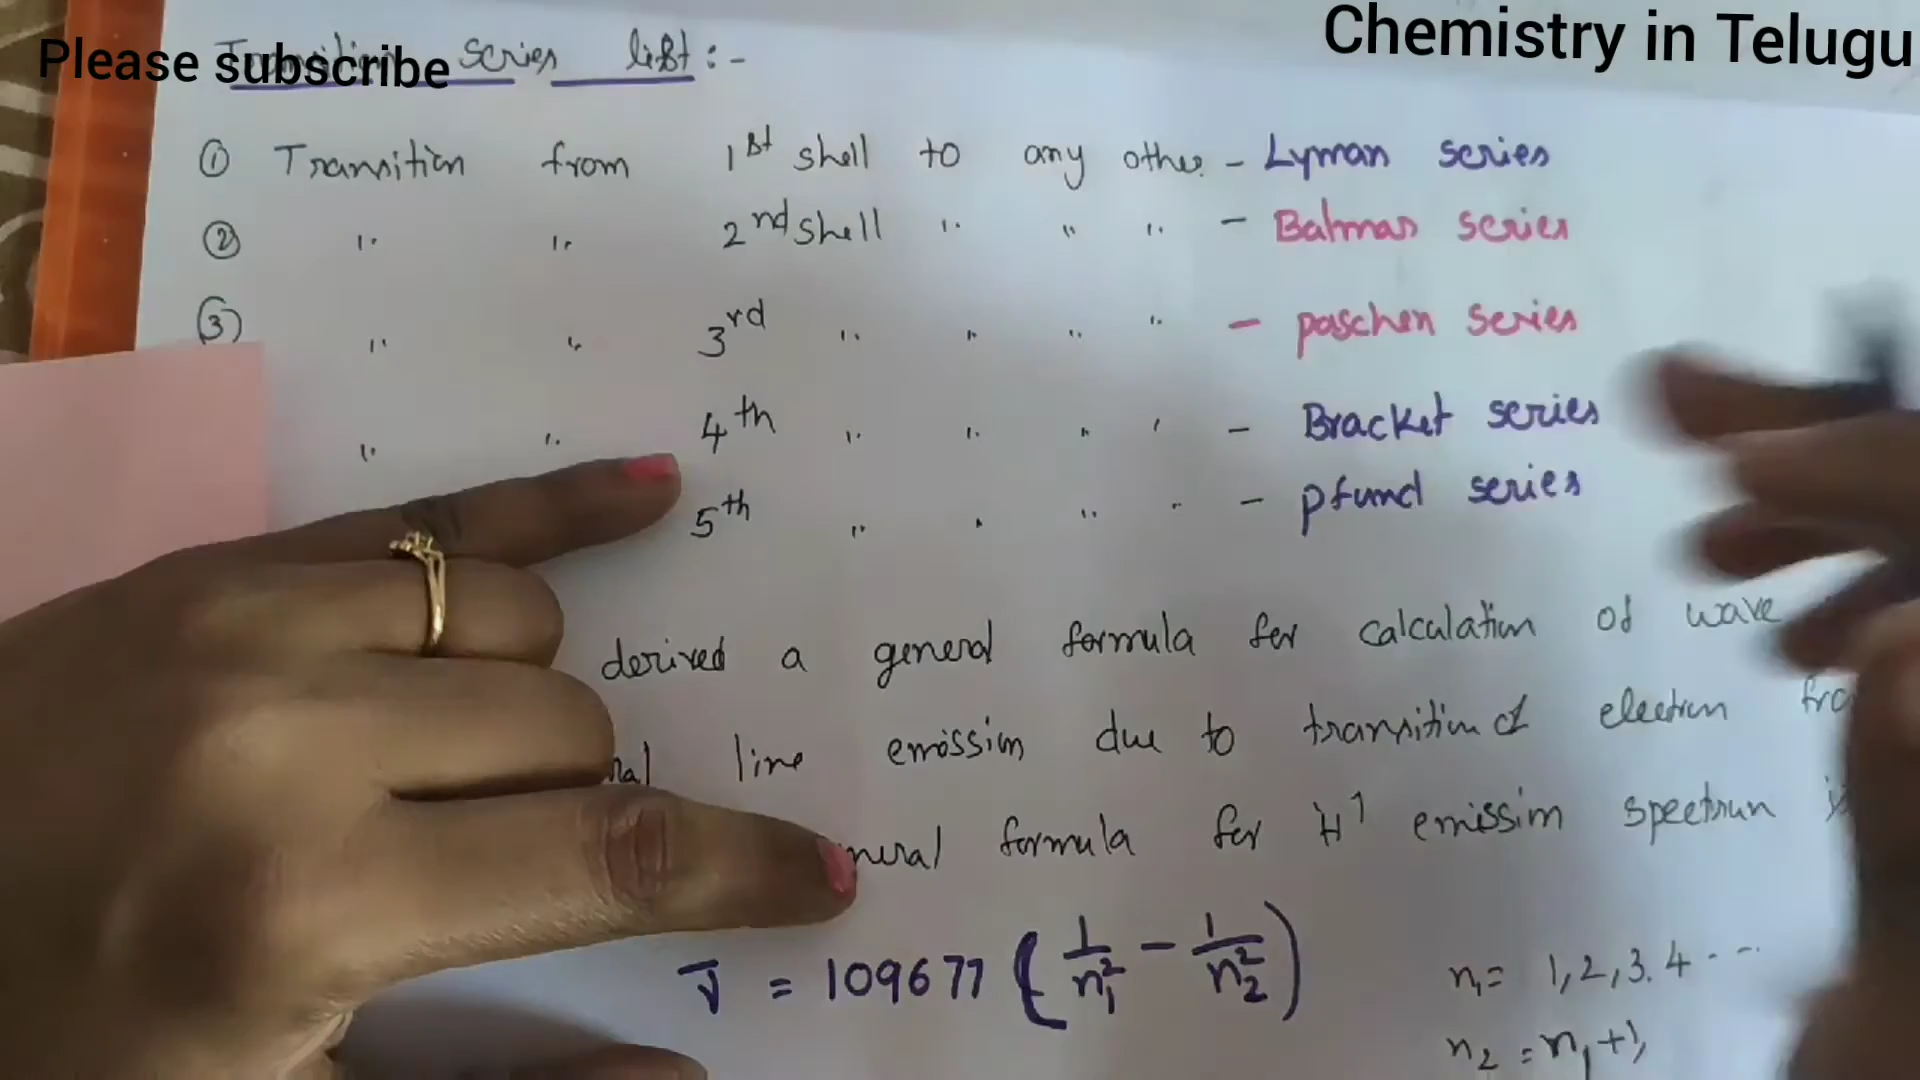 Chemistry in Telugu
Please subscribe
Transition series list :-
① Transition from 1st shell to any other - Lyman series
② " " 2nd shell " " " - Balmar series
③ " " 3rd " " " " - paschen series
" " 4th " " " ' - Bracket series
5th " " " " - pfund series
derived a general formula for calculation of wave
line emission due to transition of electron
formula for 'H' emission spectrum
ν̅ = 109677 (1/n₁² - 1/n₂²)
n₁ = 1,2,3.4 ----
n₂ = n₁+1,